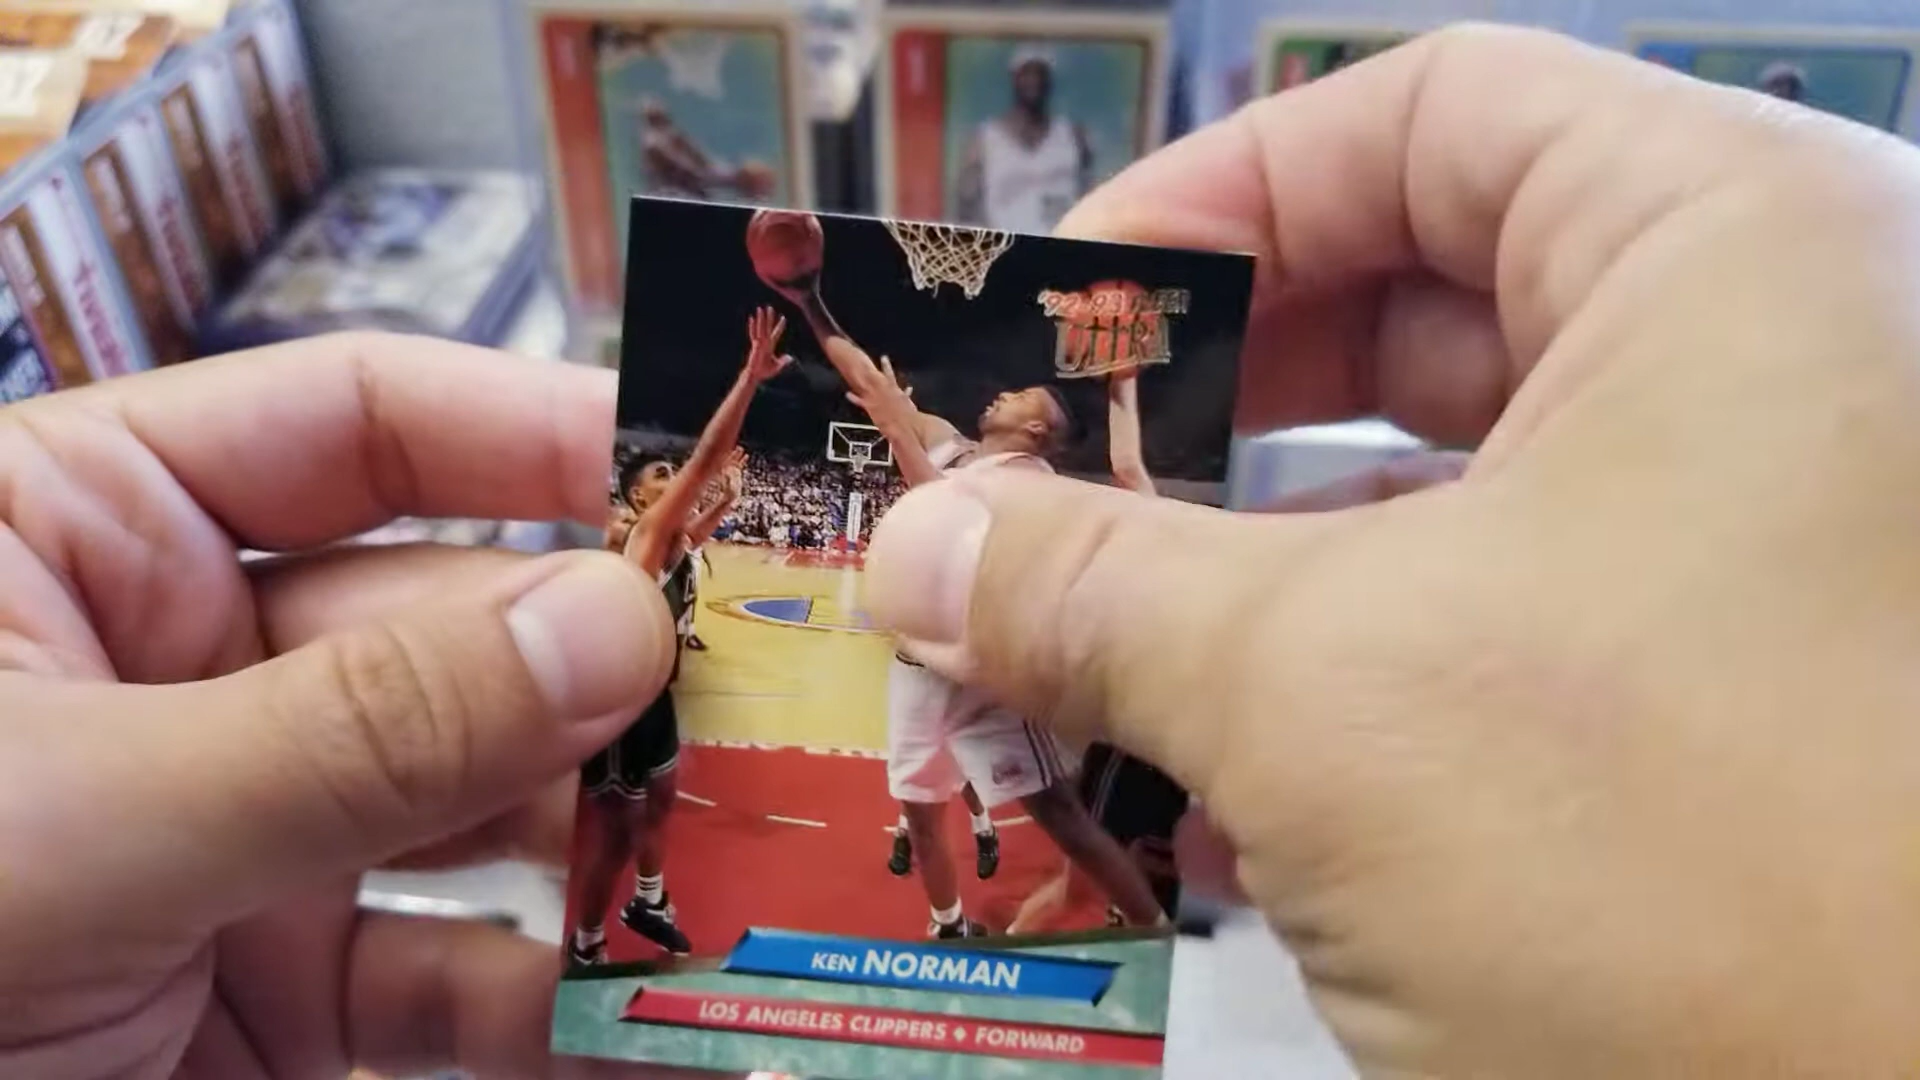 '92-93 FLEER
ULTRA
KEN NORMAN
LOS ANGELES CLIPPERS ♦ FORWARD